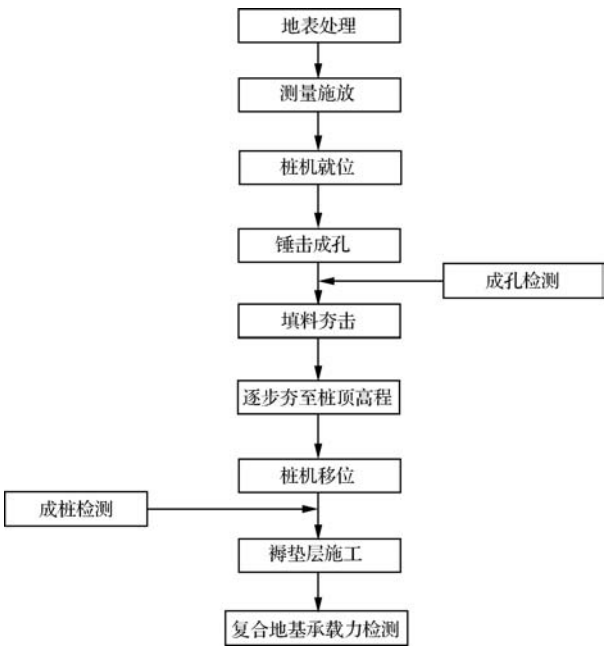 地表处理
测量施放
桩机就位
锤击成孔
成孔检测
填料夯击
逐步夯至桩顶高程
桩机移位
成桩检测
褥垫层施工
复合地基承载力检测